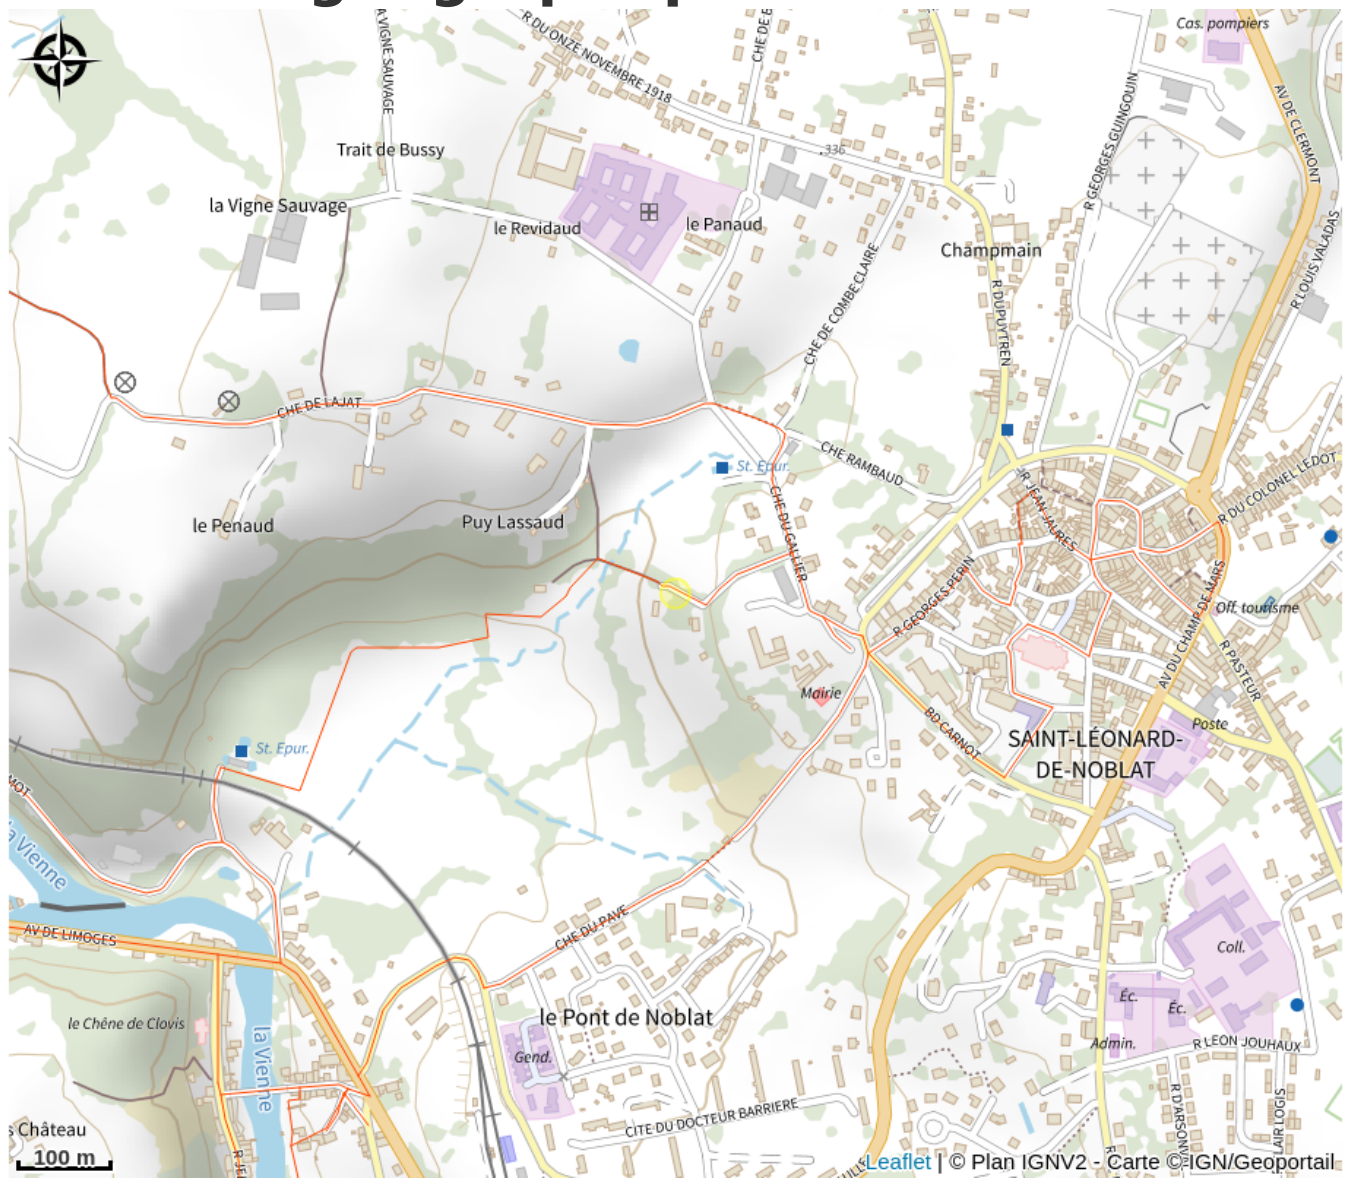 Cas. pompiers
R DU ONZE NOVEMBRE 1918
A VIGNE SAUVAGE
CHE DE
AV DE CLERMONT
R GEORGES GUINGOUIN
Trait de Bussy
.336
la Vigne Sauvage
le Revidaud
le Panaud
Champmain
R LOUIS VALADAS
CHE DE COMBE CLAIRE
R DUPUYTREN
CHE DE LAJAT
CHE RAMBAUD
St. Epur.
R JEAN JAURES
R DU COLONEL LEDOT
le Penaud
Puy Lassaud
CHE DU GALLIER
R GEORGES PERIN
AV DU CHAMP DE MARS
Off. tourisme
R PASTEUR
Mairie
BD CARNOT
Poste
SAINT-LÉONARD-
DE-NOBLAT
St. Epur.
MOT
la Vienne
AV DE LIMOGES
CHE DU PAVE
Coll.
Éc.
Éc.
le Chêne de Clovis
la Vienne
le Pont de Noblat
Gend.
Admin.
R LEON JOUHAUX
CITE DU DOCTEUR BARRIERE
R D'ARSONV
LAIR LOGIS
s Château
100 m
R JE
Leaflet | © Plan IGNV2 - Carte © IGN/Geoportail